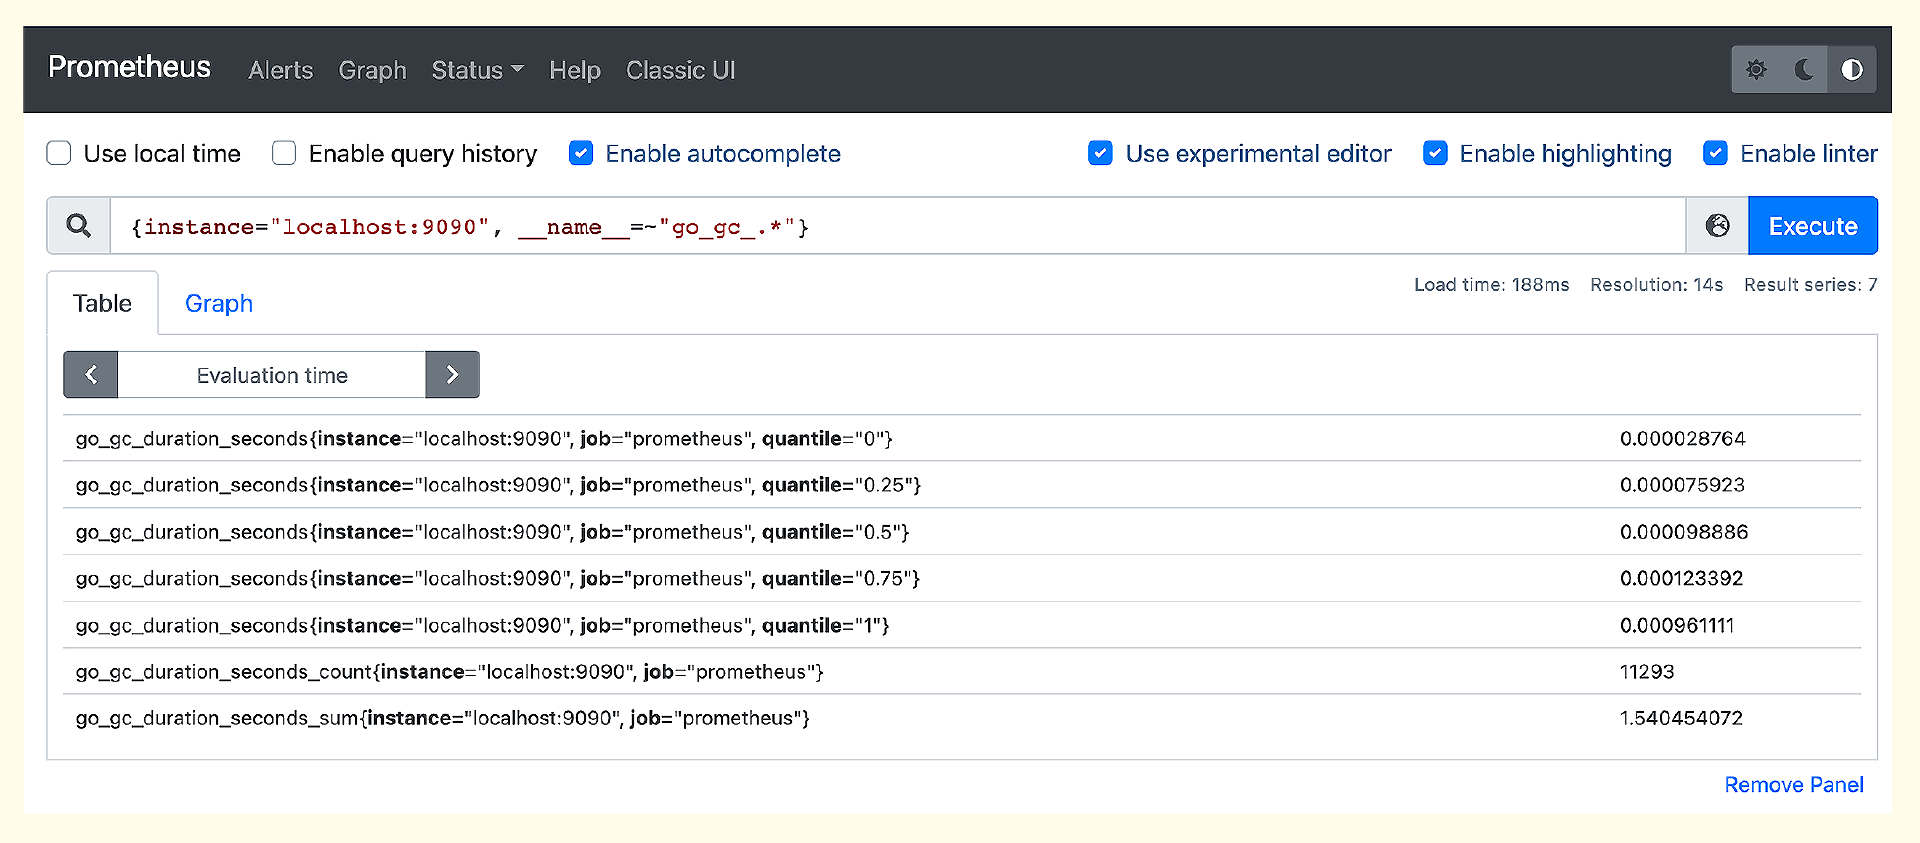 Prometheus Alerts Graph Status Help Classic UI
Use local time Enable query history Enable autocomplete Use experimental editor Enable highlighting Enable linter
{instance="localhost:9090", __name__=~"go_gc_.*"} Execute
Load time: 188ms Resolution: 14s Result series: 7
Table Graph
Evaluation time
go_gc_duration_seconds{instance="localhost:9090", job="prometheus", quantile="0"} 0.000028764
go_gc_duration_seconds{instance="localhost:9090", job="prometheus", quantile="0.25"} 0.000075923
go_gc_duration_seconds{instance="localhost:9090", job="prometheus", quantile="0.5"} 0.000098886
go_gc_duration_seconds{instance="localhost:9090", job="prometheus", quantile="0.75"} 0.000123392
go_gc_duration_seconds{instance="localhost:9090", job="prometheus", quantile="1"} 0.000961111
go_gc_duration_seconds_count{instance="localhost:9090", job="prometheus"} 11293
go_gc_duration_seconds_sum{instance="localhost:9090", job="prometheus"} 1.540454072
Remove Panel